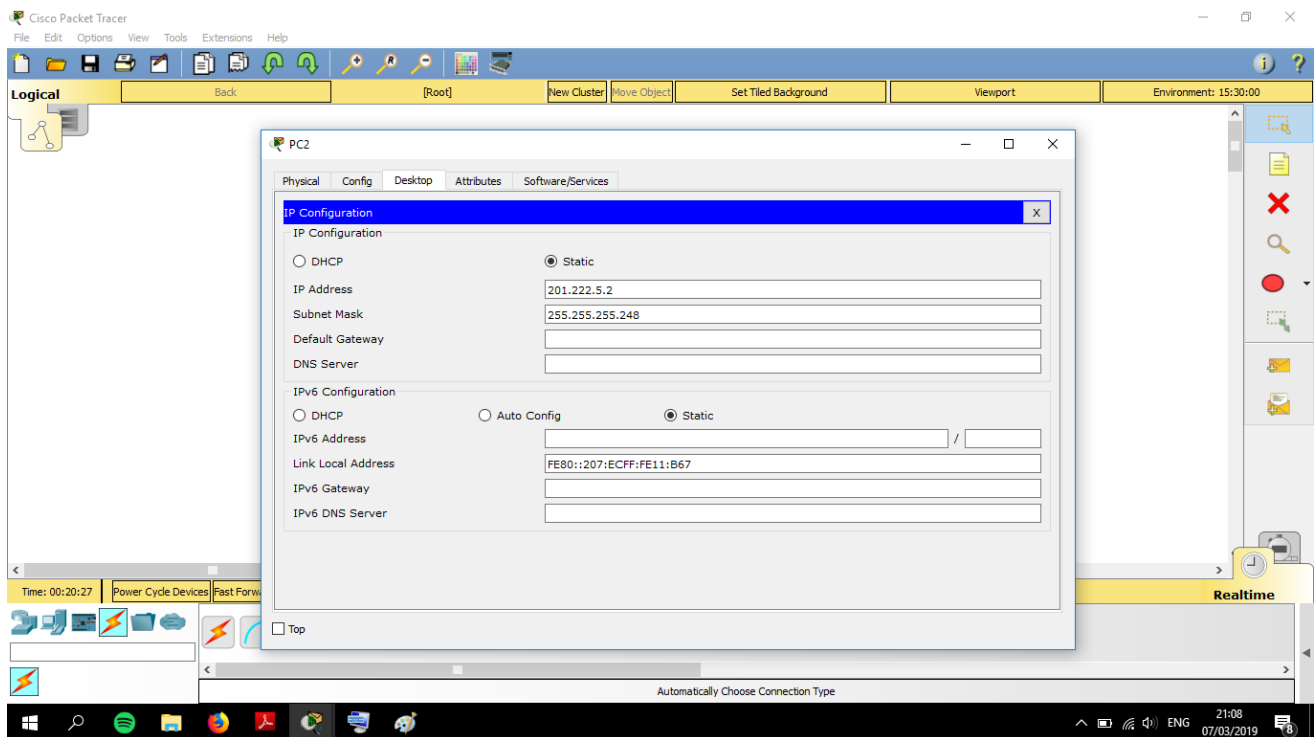 Cisco Packet Tracer
File Edit Options View Tools Extensions Help
Logical Back [Root] New Cluster Move Object Set Tiled Background Viewport Environment: 15:30:00
PC2
Physical Config Desktop Attributes Software/Services
IP Configuration X
IP Configuration
DHCP Static
IP Address 201.222.5.2
Subnet Mask 255.255.255.248
Default Gateway
DNS Server
IPv6 Configuration
DHCP Auto Config Static
IPv6 Address /
Link Local Address FE80::207:ECFF:FE11:B67
IPv6 Gateway
IPv6 DNS Server
Time: 00:20:27 Power Cycle Devices Fast Forw Realtime
Top
Automatically Choose Connection Type
ENG 21:08
07/03/2019 8